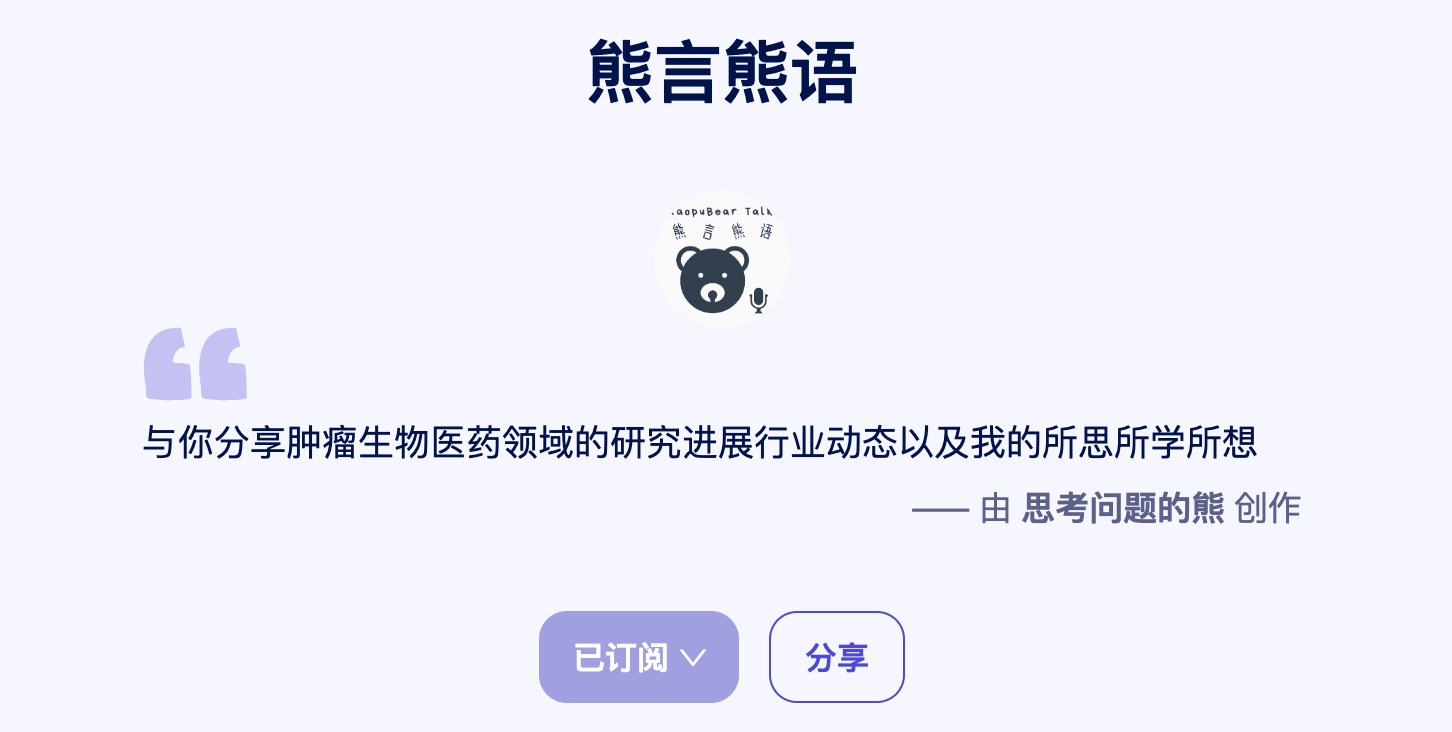 熊言熊语
aopuBear Talk
熊 言 熊 语
与你分享肿瘤生物医药领域的研究进展行业动态以及我的所思所学所想
—— 由 思考问题的熊 创作
已订阅
分享